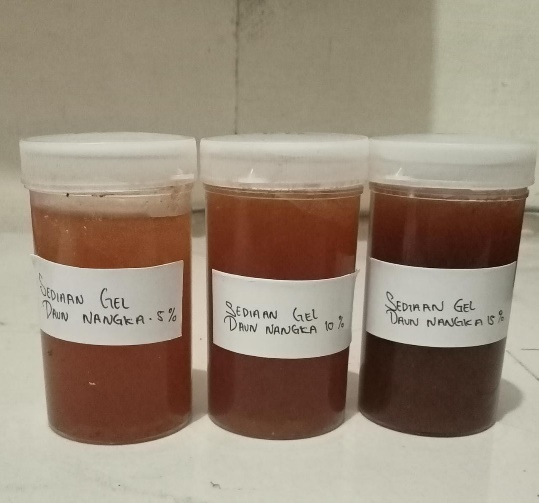 SEDIAAN GEL
DAUN NANGKA . 5 %
SEDIAAN GEL
DAUN NANGKA 10 %
SEDIAAN GEL
DAUN NANGKA 15 %